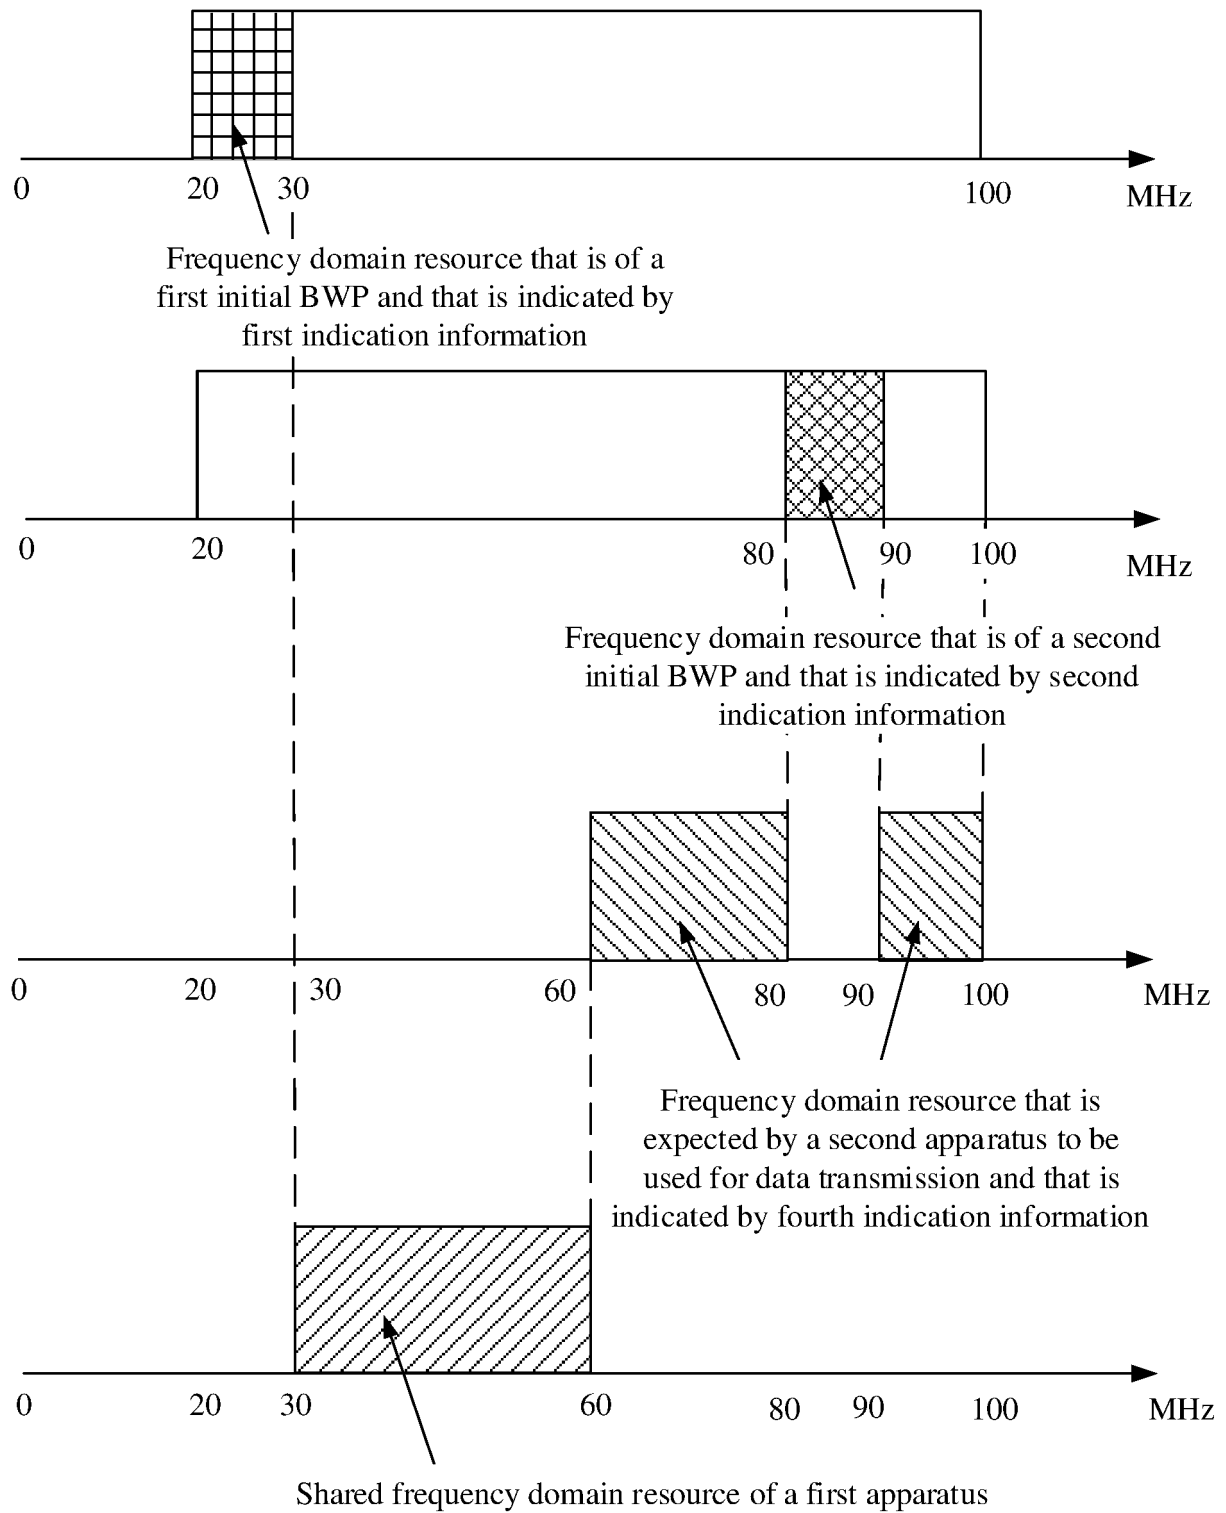 0 20 30 100 MHz
Frequency domain resource that is of a
first initial BWP and that is indicated by
first indication information
0 20 80 90 100 MHz
Frequency domain resource that is of a second
initial BWP and that is indicated by second
indication information
0 20 30 60 80 90 100 MHz
Frequency domain resource that is
expected by a second apparatus to be
used for data transmission and that is
indicated by fourth indication information
0 20 30 60 80 90 100 MHz
Shared frequency domain resource of a first apparatus